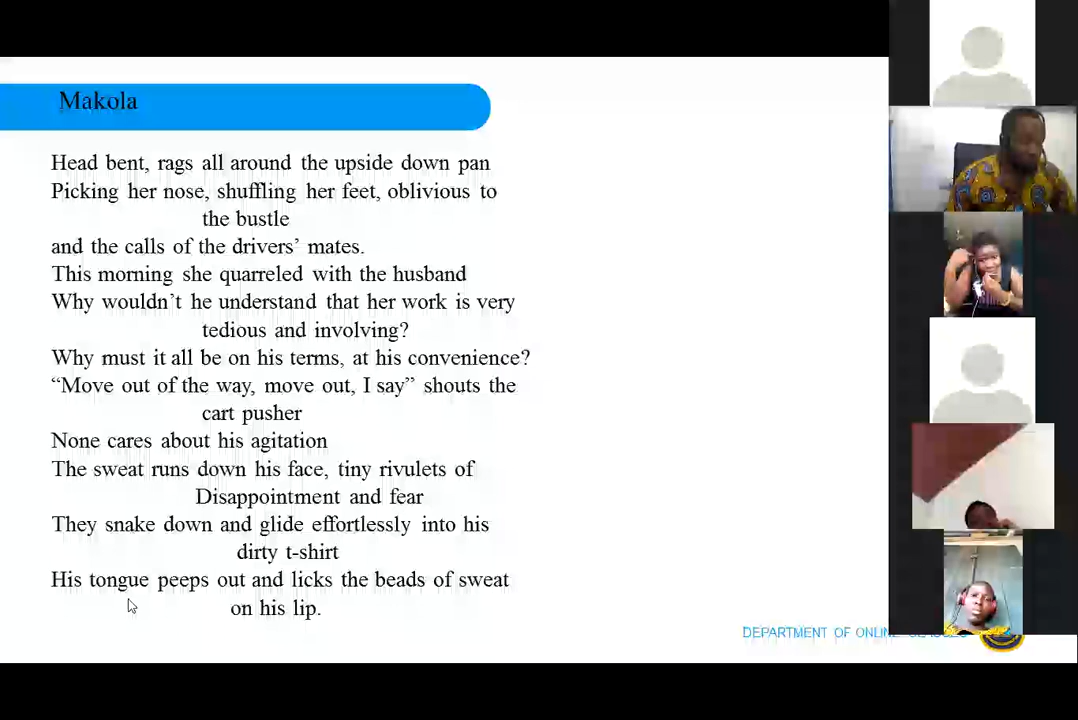 Makola
Head bent, rags all around the upside down pan
Picking her nose, shuffling her feet, oblivious to
the bustle
and the calls of the drivers’ mates.
This morning she quarreled with the husband
Why wouldn’t he understand that her work is very
tedious and involving?
Why must it all be on his terms, at his convenience?
“Move out of the way, move out, I say” shouts the
cart pusher
None cares about his agitation
The sweat runs down his face, tiny rivulets of
Disappointment and fear
They snake down and glide effortlessly into his
dirty t-shirt
His tongue peeps out and licks the beads of sweat
on his lip.
DEPARTMENT OF